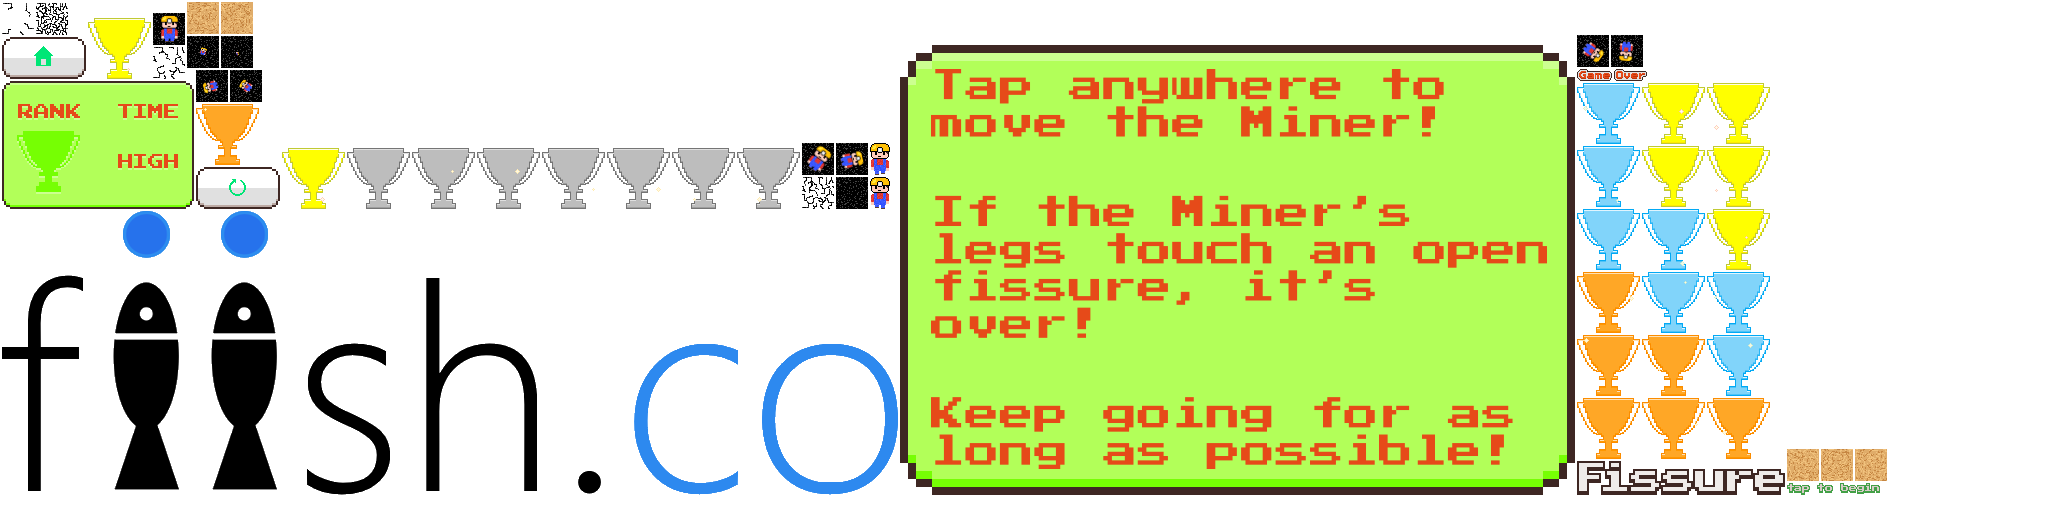 RANK TIME
HIGH
fiish.co
Tap anywhere to
move the Miner!
If the Miner's
legs touch an open
fissure, it's
over!
Keep going for as
long as possible!
Game Over
Fissure
tap to begin